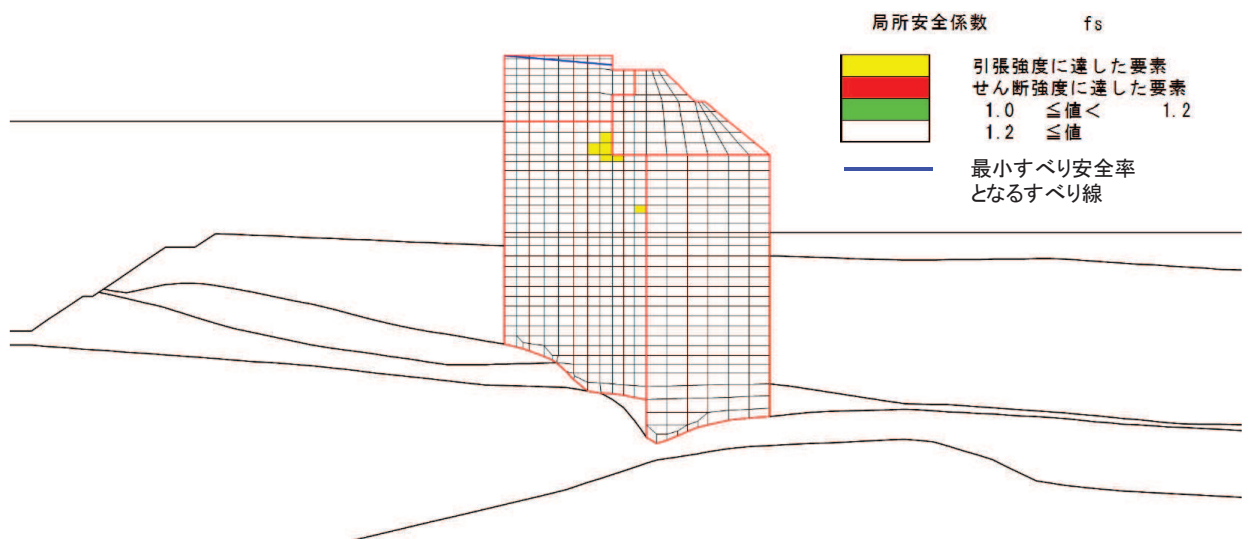 局所安全係数 fs
引張強度に達した要素
せん断強度に達した要素
1.0 ≦値< 1.2
1.2 ≦値
最小すべり安全率
となるすべり線